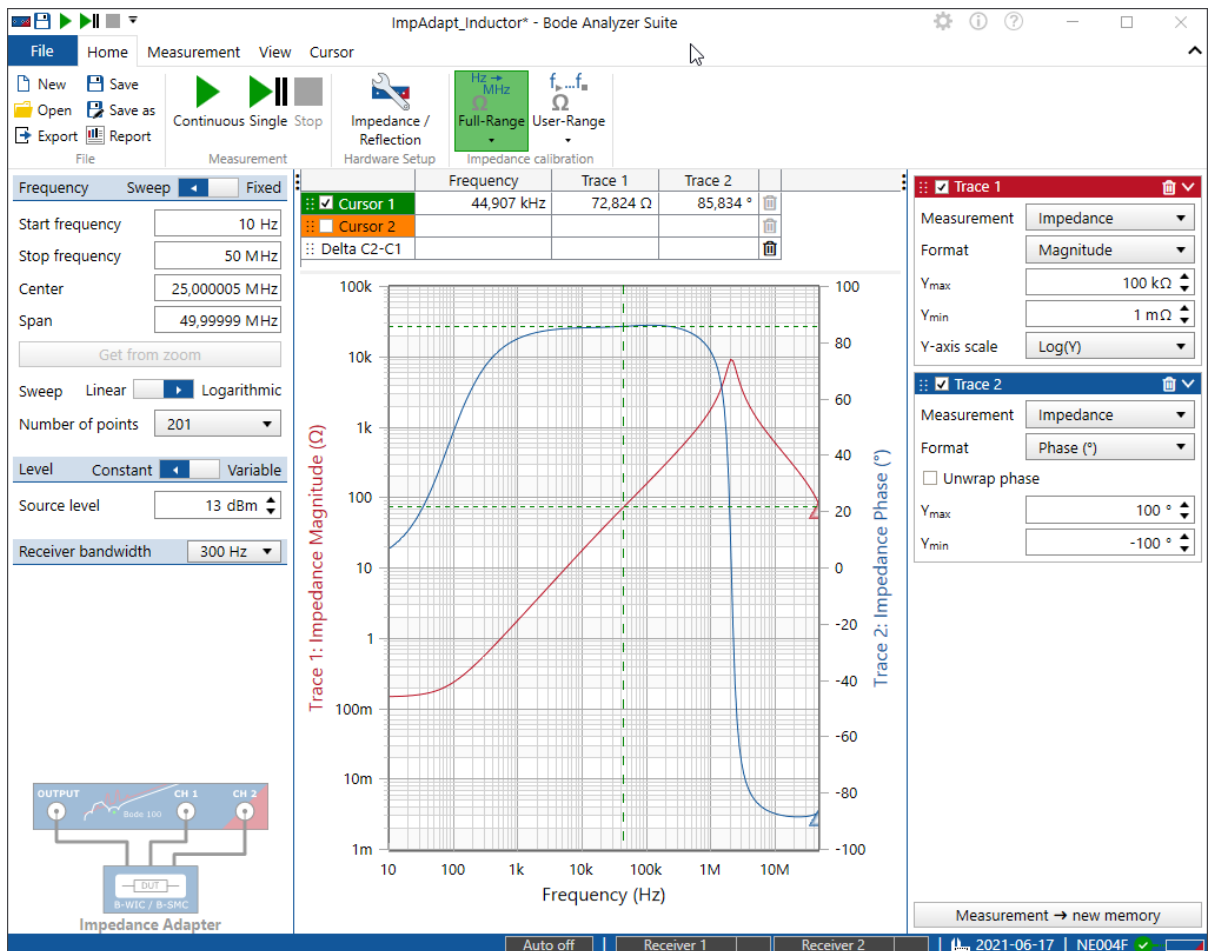 ImpAdapt_Inductor* - Bode Analyzer Suite
File Home Measurement View Cursor
New Save
Open Save as
Export Report
File
Continuous Single Stop
Measurement
Impedance /
Reflection
Hardware Setup
Hz → MHz
Ω
Full-Range
f...f
Ω
User-Range
Impedance calibration
Frequency Sweep Fixed
Start frequency 10 Hz
Stop frequency 50 MHz
Center 25,000005 MHz
Span 49,99999 MHz
Get from zoom
Sweep Linear Logarithmic
Number of points 201
Level Constant Variable
Source level 13 dBm
Receiver bandwidth 300 Hz
OUTPUT CH 1 CH 2
Bode 100
DUT
B-WIC / B-SMC
Impedance Adapter
Frequency Trace 1 Trace 2
Cursor 1 44,907 kHz 72,824 Ω 85,834 °
Cursor 2
Delta C2-C1
Trace 1: Impedance Magnitude (Ω)
100k
10k
1k
100
10
1
100m
10m
1m
100
80
60
40
20
0
-20
-40
-60
-80
-100
Trace 2: Impedance Phase (°)
10 100 1k 10k 100k 1M 10M
Frequency (Hz)
Trace 1
Measurement Impedance
Format Magnitude
Ymax 100 kΩ
Ymin 1 mΩ
Y-axis scale Log(Y)
Trace 2
Measurement Impedance
Format Phase (°)
Unwrap phase
Ymax 100 °
Ymin -100 °
Measurement → new memory
Auto off Receiver 1 Receiver 2 2021-06-17 NE004F